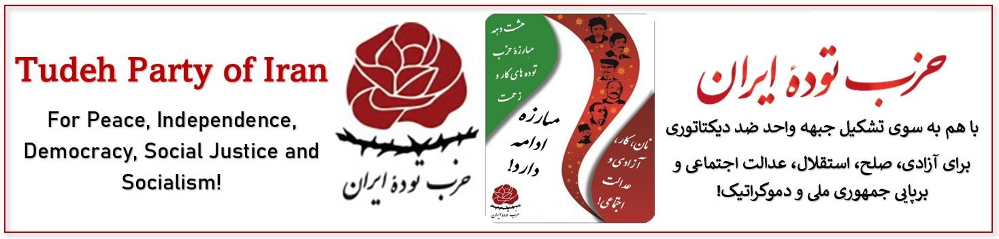 Tudeh Party of Iran
For Peace, Independence,
Democracy, Social Justice and
Socialism!
حزب تودهٔ ایران
هشت دهه
مبارزهٔ حزب
توده های کار و
زحمت
مبارزه
ادامه
دارد!
نان، کار،
آزادی و
عدالت
اجتماعی!
حزب تودهٔ ایران
حزب تودهٔ ایران
با هم به سوی تشکیل جبهه واحد ضد دیکتاتوری
برای آزادی، صلح، استقلال، عدالت اجتماعی و
برپایی جمهوری ملی و دموکراتیک!